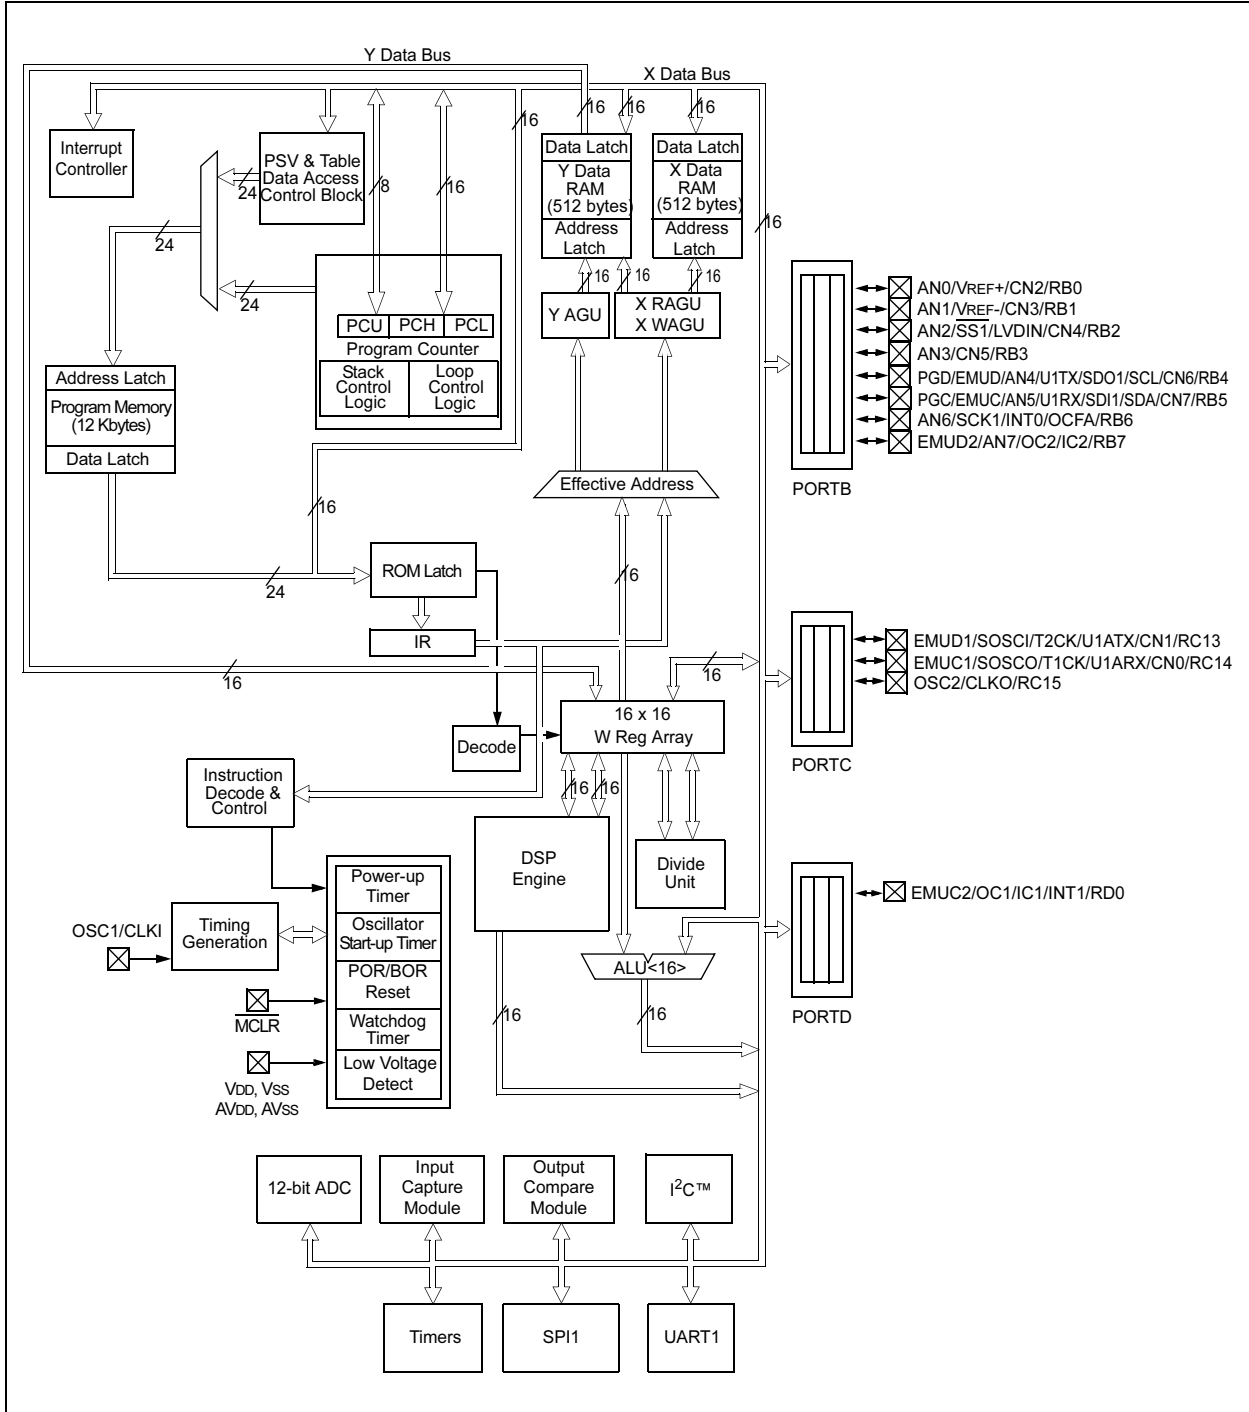 Y Data Bus
X Data Bus
16
16
16
16
Interrupt
Controller
PSV & Table
Data Access
Control Block
24
8
16
Data Latch
Y Data
RAM
(512 bytes)
Address
Latch
Data Latch
X Data
RAM
(512 bytes)
Address
Latch
16
24
24
16
16
16
Y AGU
X RAGU
X WAGU
PCU
PCH
PCL
Program Counter
Stack
Control
Logic
Loop
Control
Logic
Address Latch
Program Memory
(12 Kbytes)
Data Latch
Effective Address
16
24
ROM Latch
16
IR
16
16
16 x 16
W Reg Array
Decode
Instruction
Decode &
Control
16
16
DSP
Engine
Divide
Unit
Power-up
Timer
Oscillator
Start-up Timer
POR/BOR
Reset
Watchdog
Timer
Low Voltage
Detect
OSC1/CLKI
Timing
Generation
MCLR
VDD, VSS
AVDD, AVSS
ALU<16>
16
16
AN0/VREF+/CN2/RB0
AN1/VREF-/CN3/RB1
AN2/SS1/LVDIN/CN4/RB2
AN3/CN5/RB3
PGD/EMUD/AN4/U1TX/SDO1/SCL/CN6/RB4
PGC/EMUC/AN5/U1RX/SDI1/SDA/CN7/RB5
AN6/SCK1/INT0/OCFA/RB6
EMUD2/AN7/OC2/IC2/RB7
PORTB
EMUD1/SOSCI/T2CK/U1ATX/CN1/RC13
EMUC1/SOSCO/T1CK/U1ARX/CN0/RC14
OSC2/CLKO/RC15
PORTC
EMUC2/OC1/IC1/INT1/RD0
PORTD
12-bit ADC
Input
Capture
Module
Output
Compare
Module
I²C™
Timers
SPI1
UART1